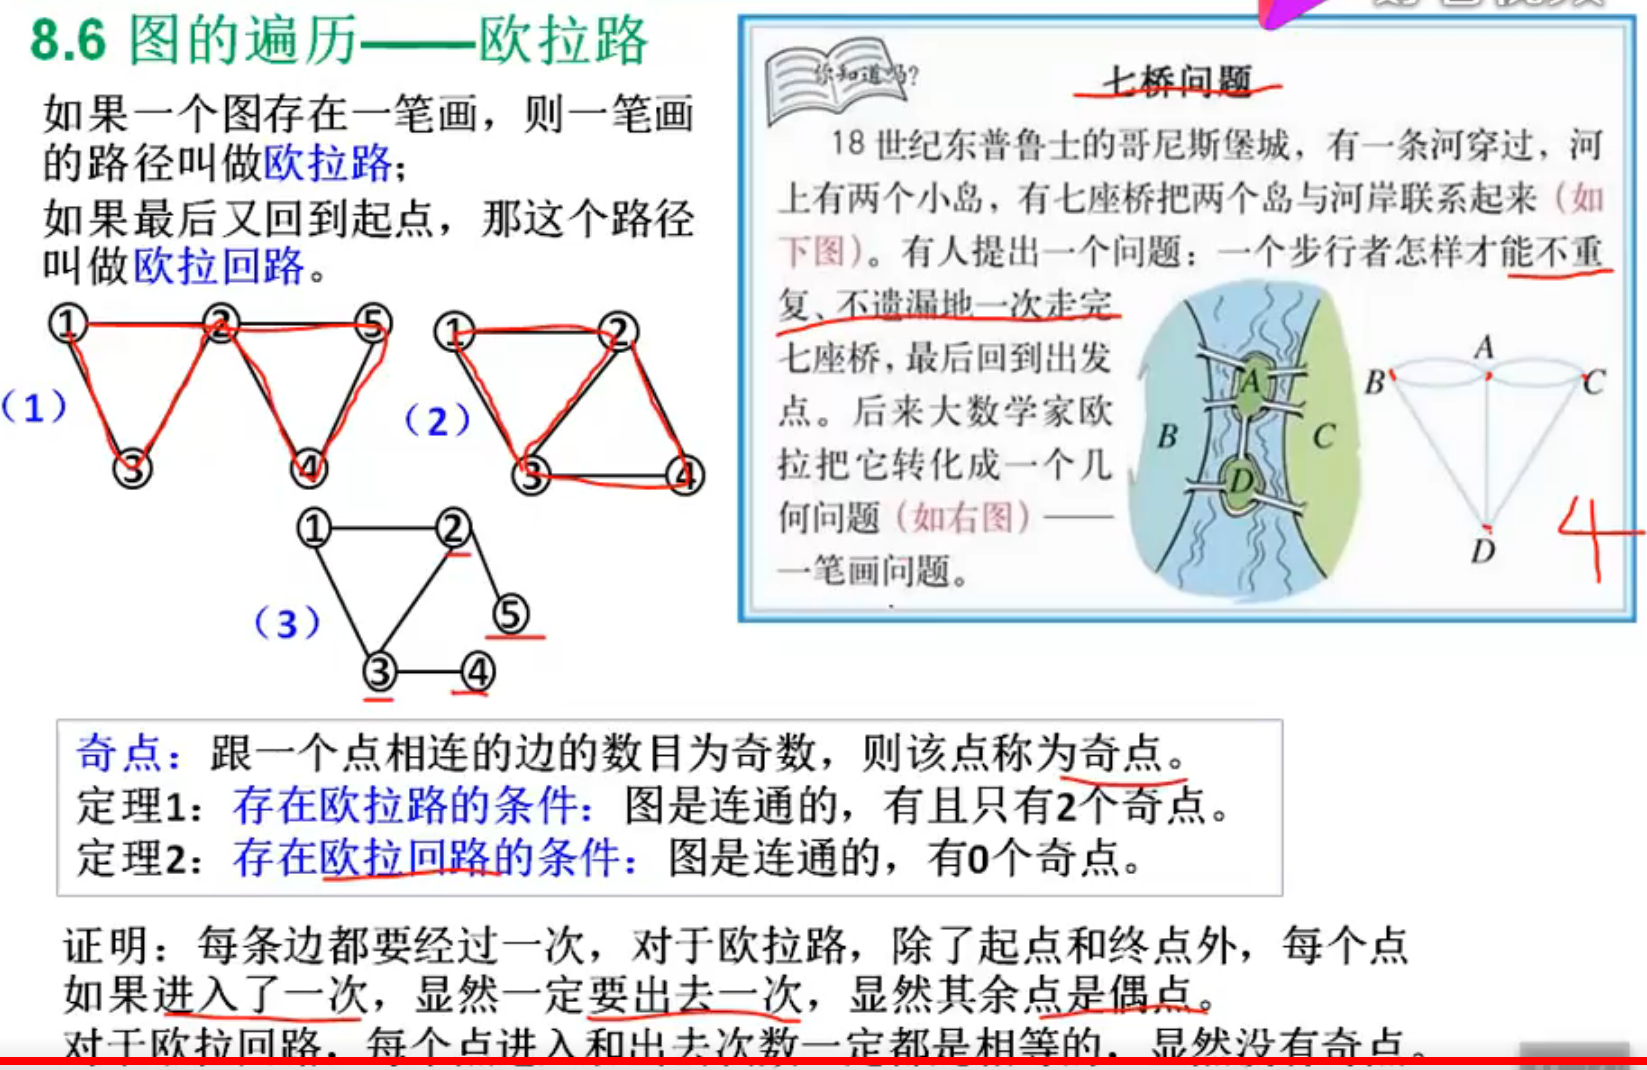 8.6 图的遍历——欧拉路
如果一个图存在一笔画，则一笔画
的路径叫做欧拉路；
如果最后又回到起点，那这个路径
叫做欧拉回路。
1 2 5
(1)
3 4
1 2
(2)
3 4
1 2
(3) 5
3 4
你知道吗?
七桥问题
18 世纪东普鲁士的哥尼斯堡城，有一条河穿过，河
上有两个小岛，有七座桥把两个岛与河岸联系起来（如
下图）。有人提出一个问题：一个步行者怎样才能不重
复、不遗漏地一次走完
七座桥，最后回到出发
点。后来大数学家欧
拉把它转化成一个几
何问题（如右图）——
一笔画问题。
A
B C
D
A
B C
D
4
奇点：跟一个点相连的边的数目为奇数，则该点称为奇点。
定理1：存在欧拉路的条件：图是连通的，有且只有2个奇点。
定理2：存在欧拉回路的条件：图是连通的，有0个奇点。
证明：每条边都要经过一次，对于欧拉路，除了起点和终点外，每个点
如果进入了一次，显然一定要出去一次，显然其余点是偶点。
对于欧拉回路，每个点进入和出去次数一定都是相等的，显然没有奇点。